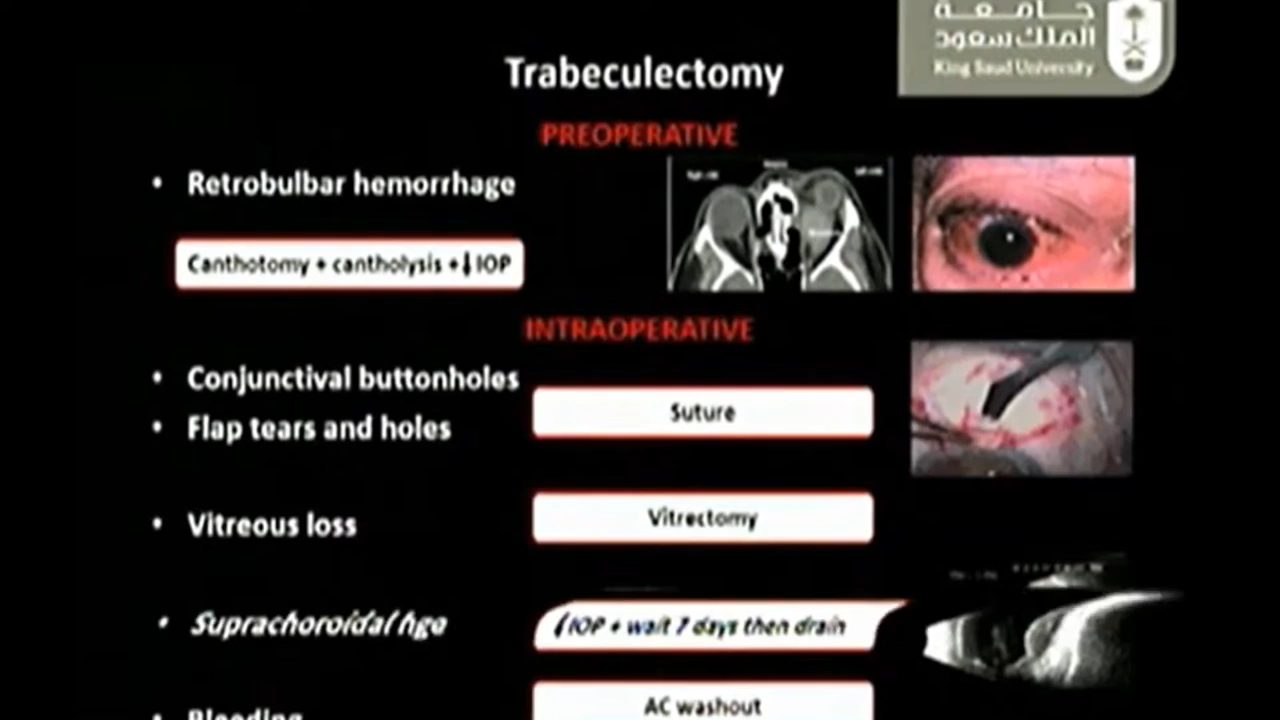 جامعة
الملك سعود
King Saud University
Trabeculectomy
PREOPERATIVE
• Retrobulbar hemorrhage
Canthotomy + cantholysis +↓IOP
INTRAOPERATIVE
• Conjunctival buttonholes
Suture
• Flap tears and holes
• Vitreous loss
Vitrectomy
• Suprachoroidal hge
↓IOP + wait 7 days then drain
• Bleeding
AC washout